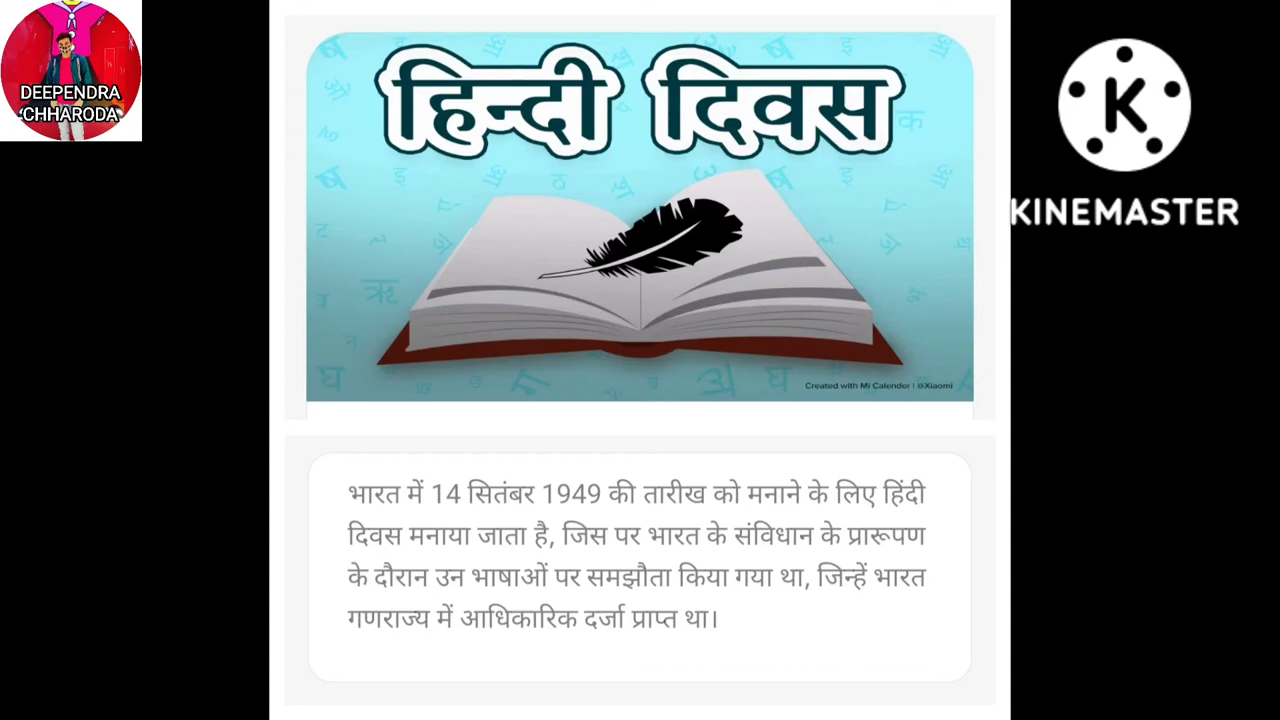 DEEPENDRA
CHHARODA
हिन्दी दिवस
K
KINEMASTER
Created with Mi Calender | @Xiaomi
भारत में 14 सितंबर 1949 की तारीख को मनाने के लिए हिंदी
दिवस मनाया जाता है, जिस पर भारत के संविधान के प्रारूपण
के दौरान उन भाषाओं पर समझौता किया गया था, जिन्हें भारत
गणराज्य में आधिकारिक दर्जा प्राप्त था।